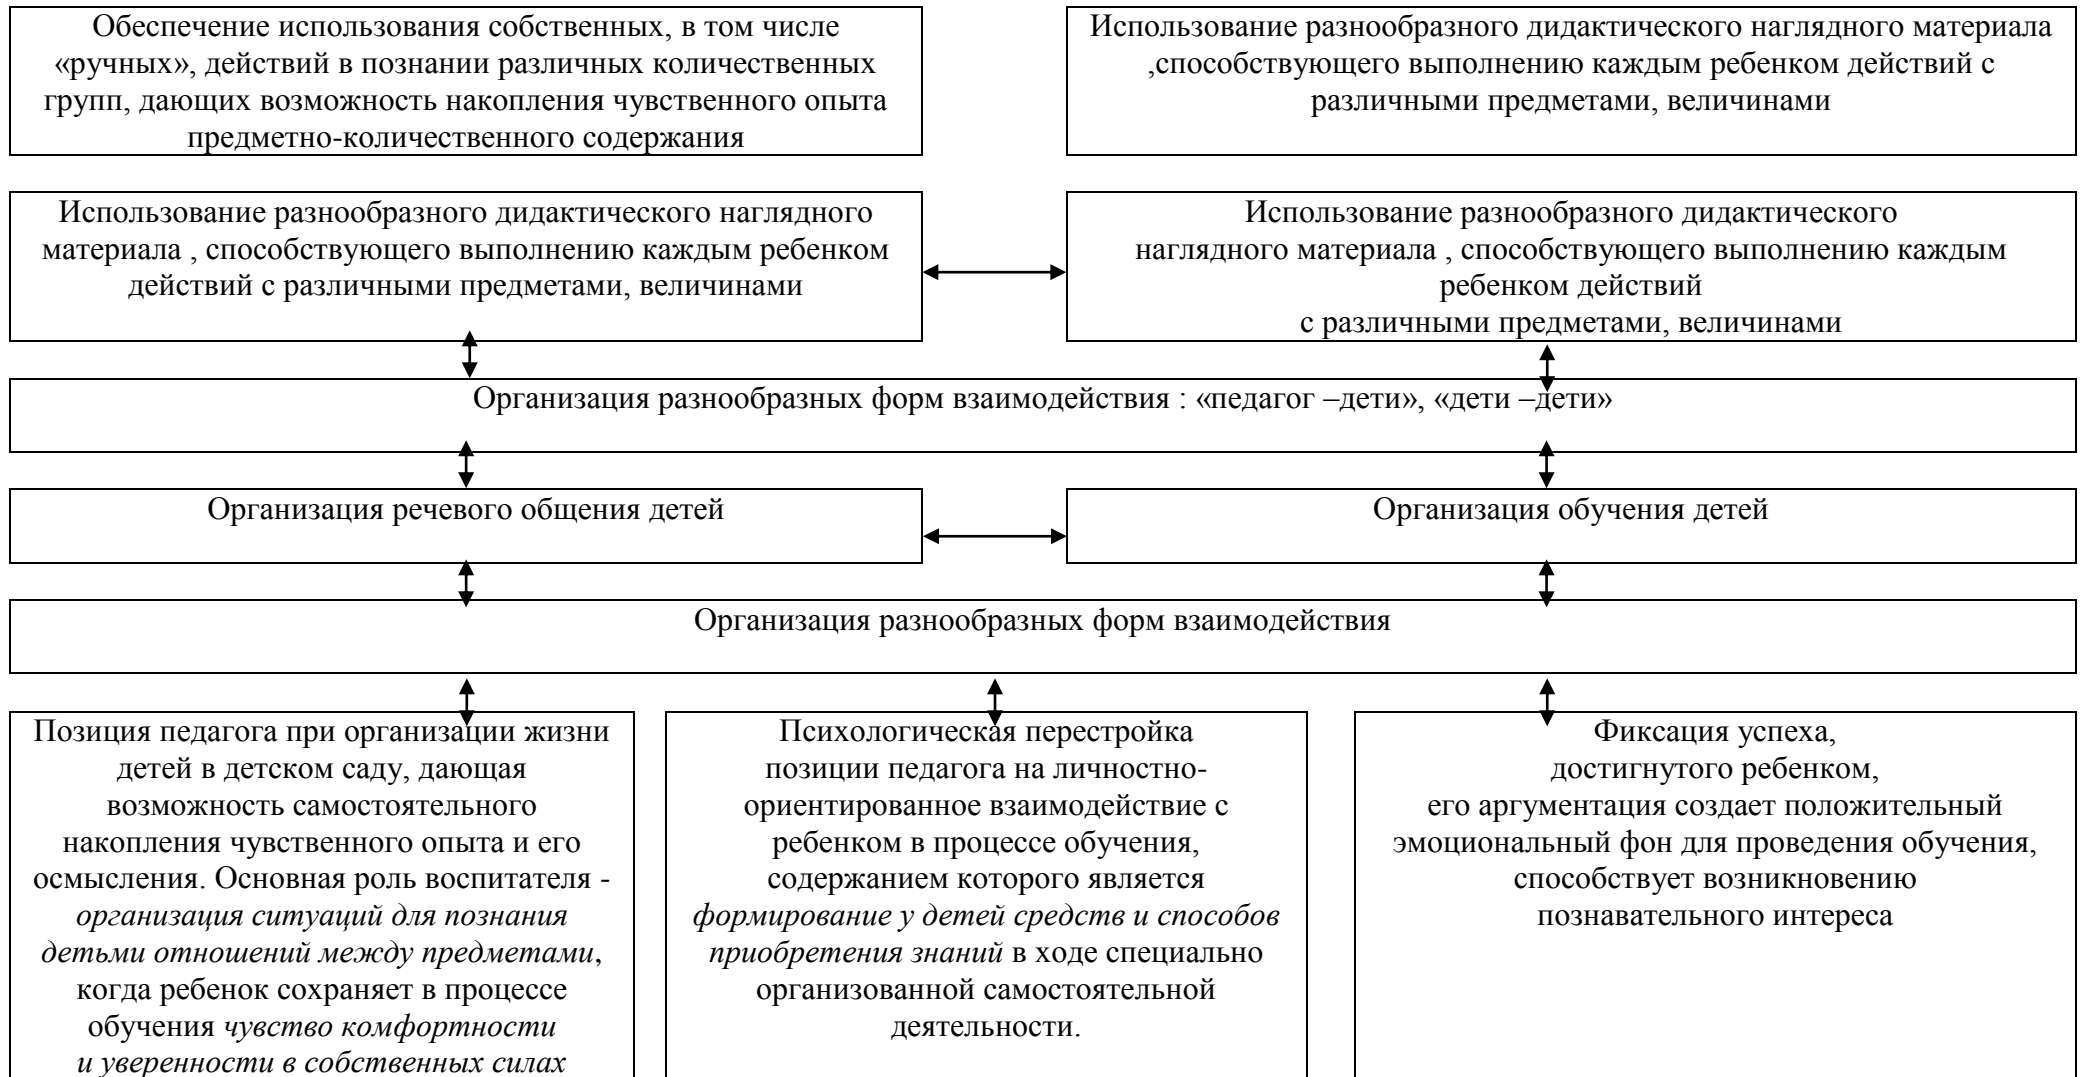 Обеспечение использования собственных, в том числе
«ручных», действий в познании различных количественных
групп, дающих возможность накопления чувственного опыта
предметно-количественного содержания
Использование разнообразного дидактического наглядного материала
,способствующего выполнению каждым ребенком действий с
различными предметами, величинами
Использование разнообразного дидактического наглядного
материала , способствующего выполнению каждым ребенком
действий с различными предметами, величинами
Использование разнообразного дидактического
наглядного материала , способствующего выполнению каждым
ребенком действий
с различными предметами, величинами
Организация разнообразных форм взаимодействия : «педагог –дети», «дети –дети»
Организация речевого общения детей
Организация обучения детей
Организация разнообразных форм взаимодействия
Позиция педагога при организации жизни
детей в детском саду, дающая
возможность самостоятельного
накопления чувственного опыта и его
осмысления. Основная роль воспитателя -
организация ситуаций для познания
детьми отношений между предметами,
когда ребенок сохраняет в процессе
обучения чувство комфортности
и уверенности в собственных силах
Психологическая перестройка
позиции педагога на личностно-
ориентированное взаимодействие с
ребенком в процессе обучения,
содержанием которого является
формирование у детей средств и способов
приобретения знаний в ходе специально
организованной самостоятельной
деятельности.
Фиксация успеха,
достигнутого ребенком,
его аргументация создает положительный
эмоциональный фон для проведения обучения,
способствует возникновению
познавательного интереса